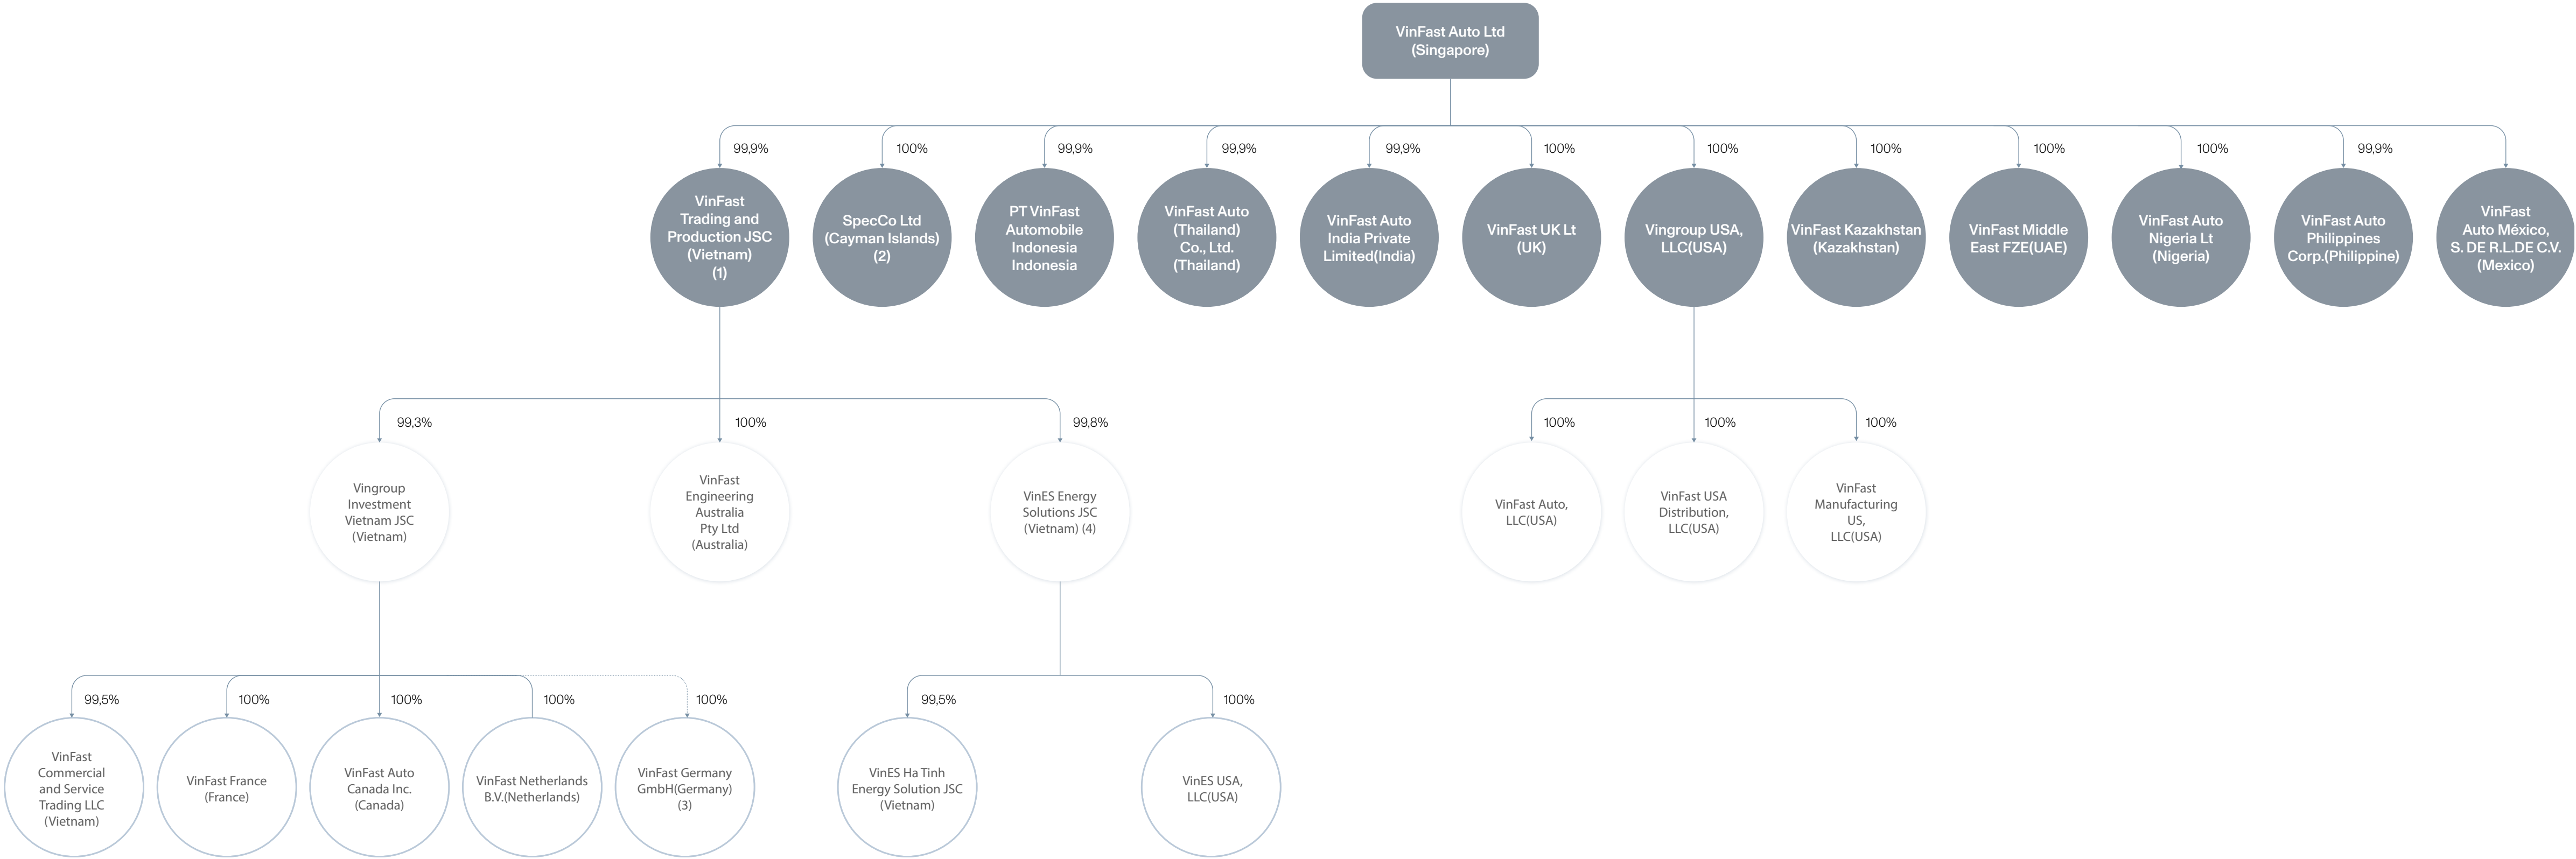 VinFast Auto Ltd
(Singapore)
99,9%
100%
99,9%
99,9%
99,9%
100%
100%
100%
100%
100%
99,9%
VinFast
Trading and
Production JSC
(Vietnam)
(1)
SpecCo Ltd
(Cayman Islands)
(2)
PT VinFast
Automobile
Indonesia
Indonesia
VinFast Auto
(Thailand)
Co., Ltd.
(Thailand)
VinFast Auto
India Private
Limited(India)
VinFast UK Lt
(UK)
Vingroup USA,
LLC(USA)
VinFast Kazakhstan
(Kazakhstan)
VinFast Middle
East FZE(UAE)
VinFast Auto
Nigeria Lt
(Nigeria)
VinFast Auto
Philippines
Corp.(Philippine)
VinFast
Auto México,
S. DE R.L.DE C.V.
(Mexico)
99,3%
100%
99,8%
100%
100%
100%
Vingroup
Investment
Vietnam JSC
(Vietnam)
VinFast
Engineering
Australia
Pty Ltd
(Australia)
VinES Energy
Solutions JSC
(Vietnam) (4)
VinFast Auto,
LLC(USA)
VinFast USA
Distribution,
LLC(USA)
VinFast
Manufacturing
US,
LLC(USA)
99,5%
100%
100%
100%
100%
99,5%
100%
VinFast
Commercial
and Service
Trading LLC
(Vietnam)
VinFast France
(France)
VinFast Auto
Canada Inc.
(Canada)
VinFast Netherlands
B.V.(Netherlands)
VinFast Germany
GmbH(Germany)
(3)
VinES Ha Tinh
Energy Solution JSC
(Vietnam)
VinES USA,
LLC(USA)